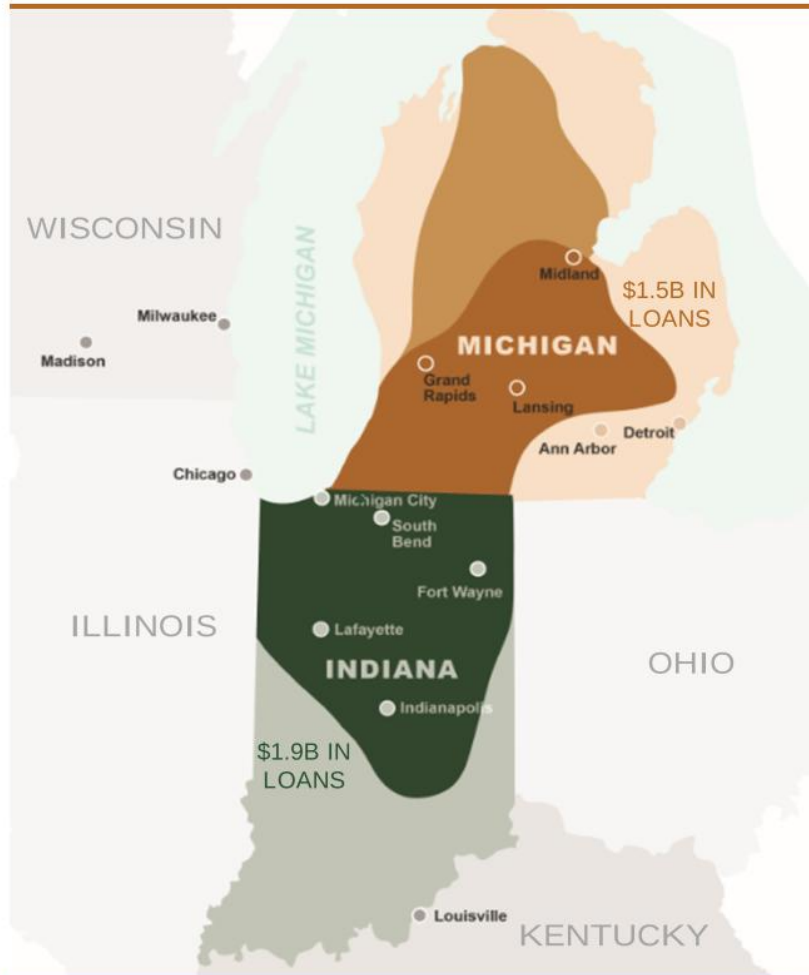 WISCONSIN
LAKE MICHIGAN
Midland
$1.5B IN
LOANS
Milwaukee
MICHIGAN
Madison
Grand
Rapids
Lansing
Ann Arbor
Detroit
Chicago
Michigan City
South
Bend
Fort Wayne
ILLINOIS
Lafayette
OHIO
INDIANA
Indianapolis
$1.9B IN
LOANS
Louisville
KENTUCKY